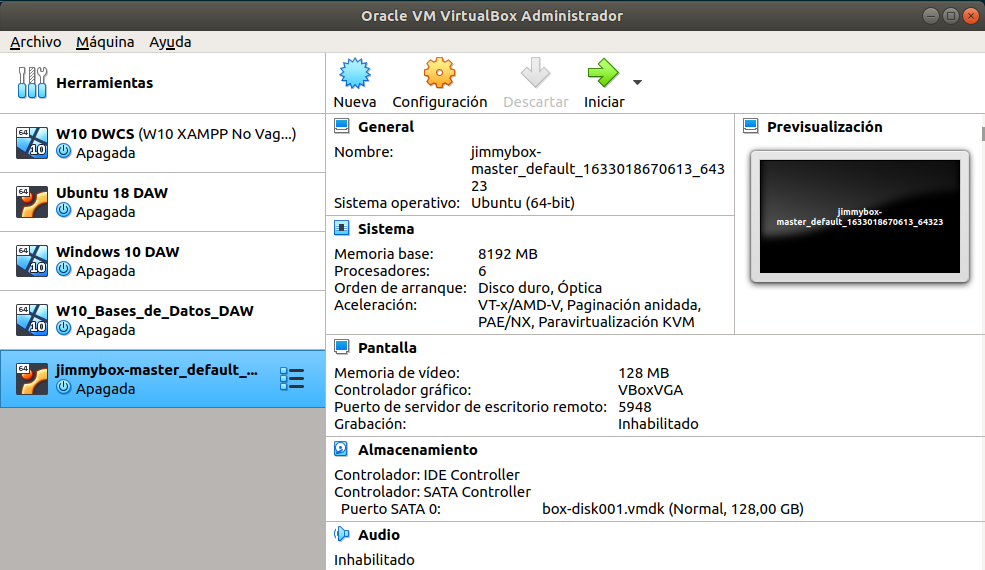 Oracle VM VirtualBox Administrador
Archivo Máquina Ayuda
Herramientas
W10 DWCS (W10 XAMPP No Vag...)
Apagada
Ubuntu 18 DAW
Apagada
Windows 10 DAW
Apagada
W10_Bases_de_Datos_DAW
Apagada
jimmybox-master_default_...
Apagada
Nueva Configuración Descartar Iniciar
General
Nombre: jimmybox-
master_default_1633018670613_643
23
Sistema operativo: Ubuntu (64-bit)
Sistema
Memoria base: 8192 MB
Procesadores: 6
Orden de arranque: Disco duro, Óptica
Aceleración: VT-x/AMD-V, Paginación anidada,
PAE/NX, Paravirtualización KVM
Previsualización
jimmybox-
master_default_1633018670613_64323
Pantalla
Memoria de vídeo: 128 MB
Controlador gráfico: VBoxVGA
Puerto de servidor de escritorio remoto: 5948
Grabación: Inhabilitado
Almacenamiento
Controlador: IDE Controller
Controlador: SATA Controller
Puerto SATA 0: box-disk001.vmdk (Normal, 128,00 GB)
Audio
Inhabilitado